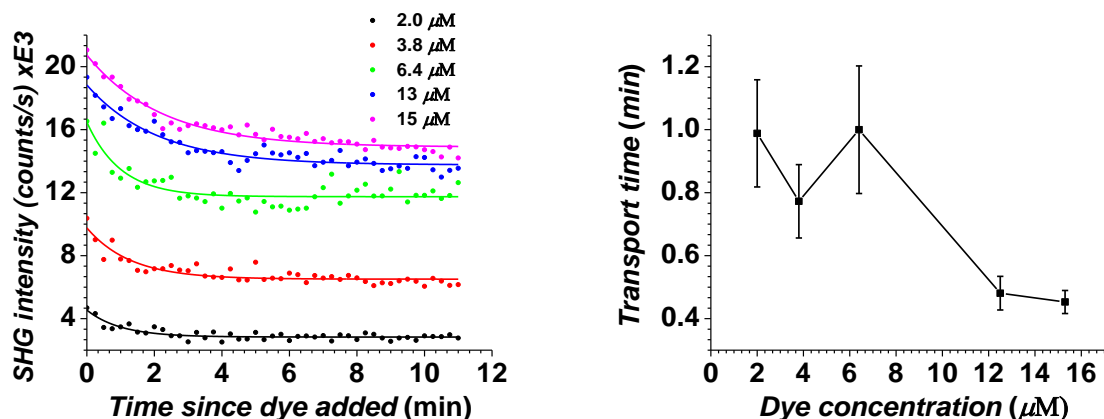 SHG intensity (counts/s) xE3
20
16
12
8
4
0 2 4 6 8 10 12
Time since dye added (min)
2.0 μM
3.8 μM
6.4 μM
13 μM
15 μM
Transport time (min)
1.2
1.0
0.8
0.6
0.4
0 2 4 6 8 10 12 14 16
Dye concentration (μM)